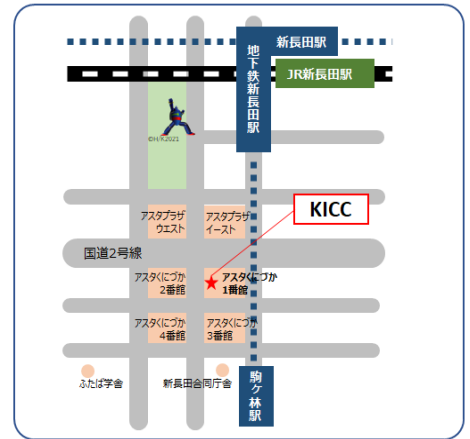 新長田駅
JR新長田駅
地下鉄新長田駅
©H/K2021
アスタプラザ
ウエスト
アスタプラザ
イースト
KICC
国道2号線
アスタくにづか
2番館
アスタくにづか
1番館
アスタくにづか
4番館
アスタくにづか
3番館
ふたば学舎
新長田合同庁舎
駒ヶ林駅